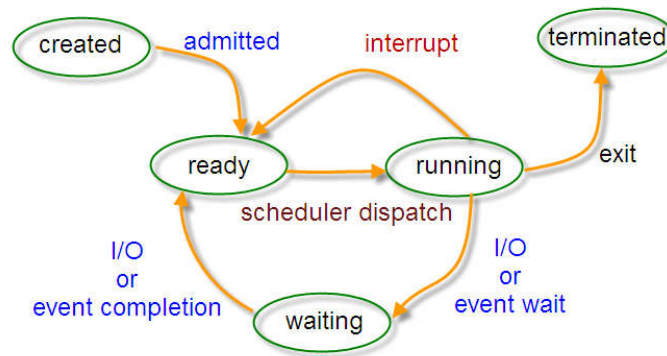 created
admitted
interrupt
terminated
ready
running
exit
scheduler dispatch
I/O
or
event completion
I/O
or
event wait
waiting